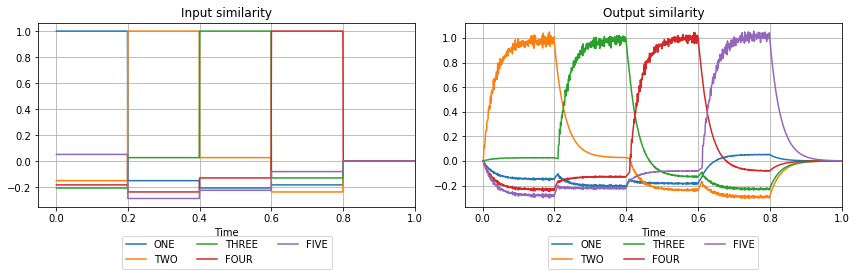 Input similarity
1.0
0.8
0.6
0.4
0.2
0.0
−0.2
0.0 0.2 0.4 0.6 0.8 1.0
Time
ONE THREE FIVE
TWO FOUR
Output similarity
1.0
0.8
0.6
0.4
0.2
0.0
−0.2
0.0 0.2 0.4 0.6 0.8 1.0
Time
ONE THREE FIVE
TWO FOUR